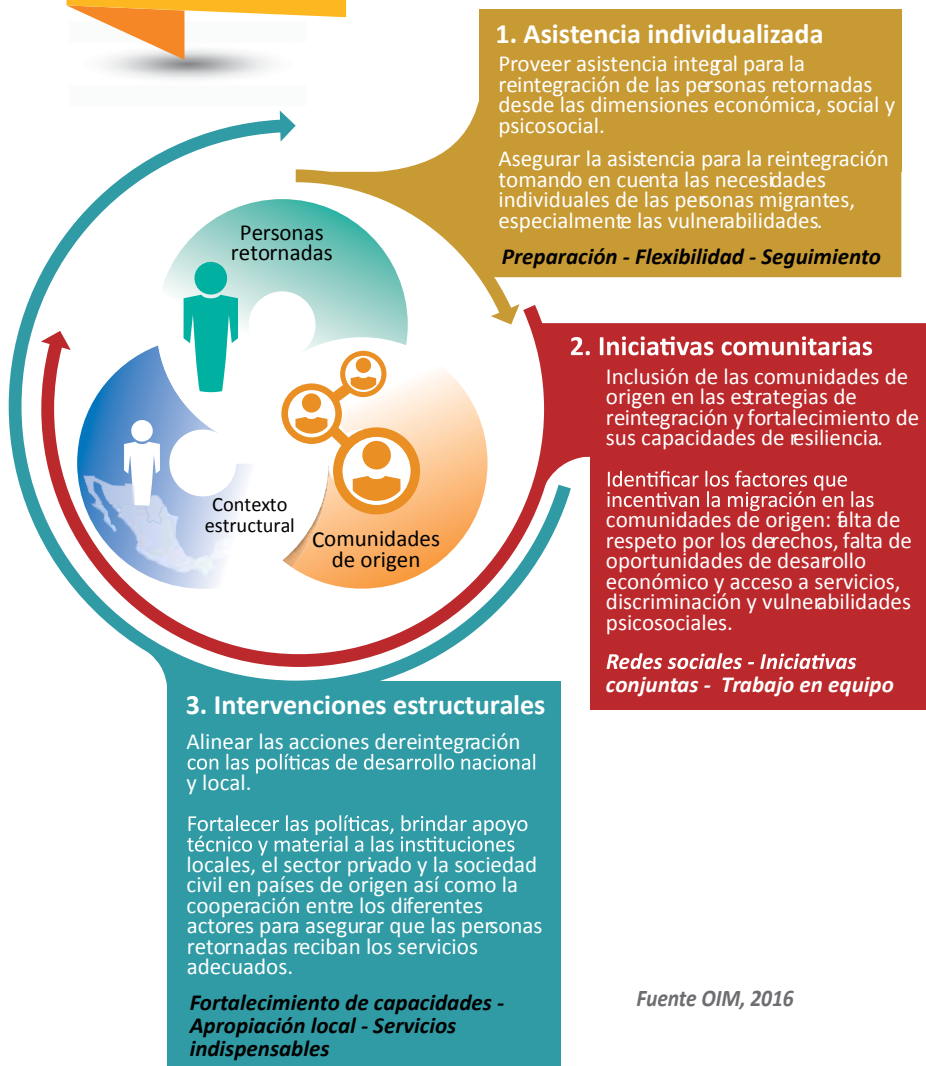 1. Asistencia individualizada
Proveer asistencia integral para la
reintegración de las personas retornadas
desde las dimensiones económica, social y
psicosocial.
Asegurar la asistencia para la reintegración
tomando en cuenta las necesidades
individuales de las personas migrantes,
especialmente las vulnerabilidades.
Preparación - Flexibilidad - Seguimiento
Personas
retornadas
Contexto
estructural
Comunidades
de origen
2. Iniciativas comunitarias
Inclusión de las comunidades de
origen en las estrategias de
reintegración y fortalecimiento de
sus capacidades de resiliencia.
Identificar los factores que
incentivan la migración en las
comunidades de origen: falta de
respeto por los derechos, falta de
oportunidades de desarrollo
económico y acceso a servicios,
discriminación y vulnerabilidades
psicosociales.
Redes sociales - Iniciativas
conjuntas - Trabajo en equipo
3. Intervenciones estructurales
Alinear las acciones dereintegración
con las políticas de desarrollo nacional
y local.
Fortalecer las políticas, brindar apoyo
técnico y material a las instituciones
locales, el sector privado y la sociedad
civil en países de origen así como la
cooperación entre los diferentes
actores para asegurar que las personas
retornadas reciban los servicios
adecuados.
Fortalecimiento de capacidades -
Apropiación local - Servicios
indispensables
Fuente OIM, 2016